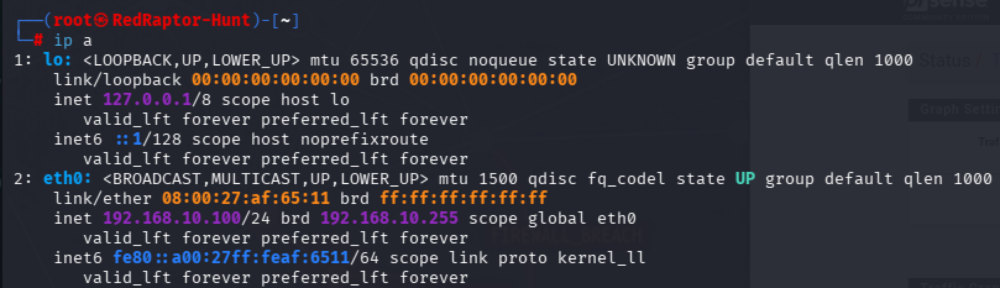 ┌──(root㉿RedRaptor-Hunt)-[~]
└─# ip a
1: lo: <LOOPBACK,UP,LOWER_UP> mtu 65536 qdisc noqueue state UNKNOWN group default qlen 1000
    link/loopback 00:00:00:00:00:00 brd 00:00:00:00:00:00
    inet 127.0.0.1/8 scope host lo
       valid_lft forever preferred_lft forever
    inet6 ::1/128 scope host noprefixroute
       valid_lft forever preferred_lft forever
2: eth0: <BROADCAST,MULTICAST,UP,LOWER_UP> mtu 1500 qdisc fq_codel state UP group default qlen 1000
    link/ether 08:00:27:af:65:11 brd ff:ff:ff:ff:ff:ff
    inet 192.168.10.100/24 brd 192.168.10.255 scope global eth0
       valid_lft forever preferred_lft forever
    inet6 fe80::a00:27ff:feaf:6511/64 scope link proto kernel_ll
       valid_lft forever preferred_lft forever
pfsense
COMMUNITY EDITION
Status /
Graph
FIREWALL_BREACH